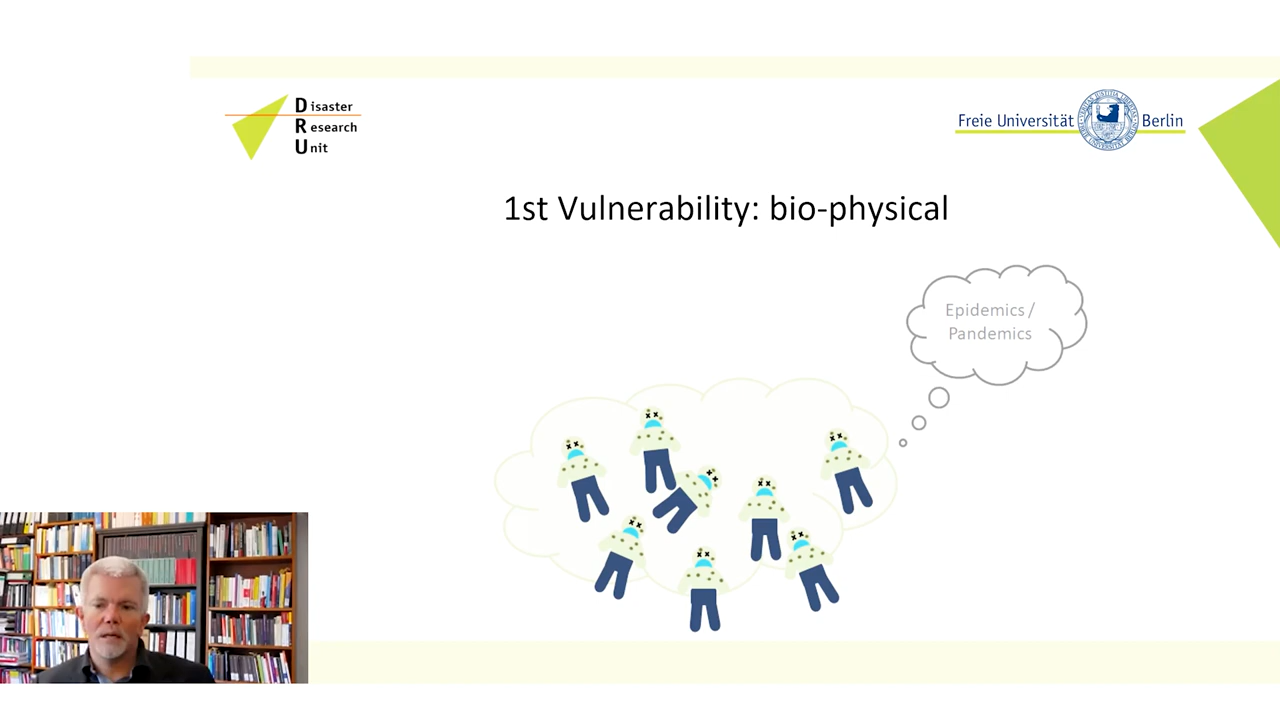 Disaster
Research
Unit
Freie Universität Berlin
1st Vulnerability: bio-physical
Epidemics /
Pandemics